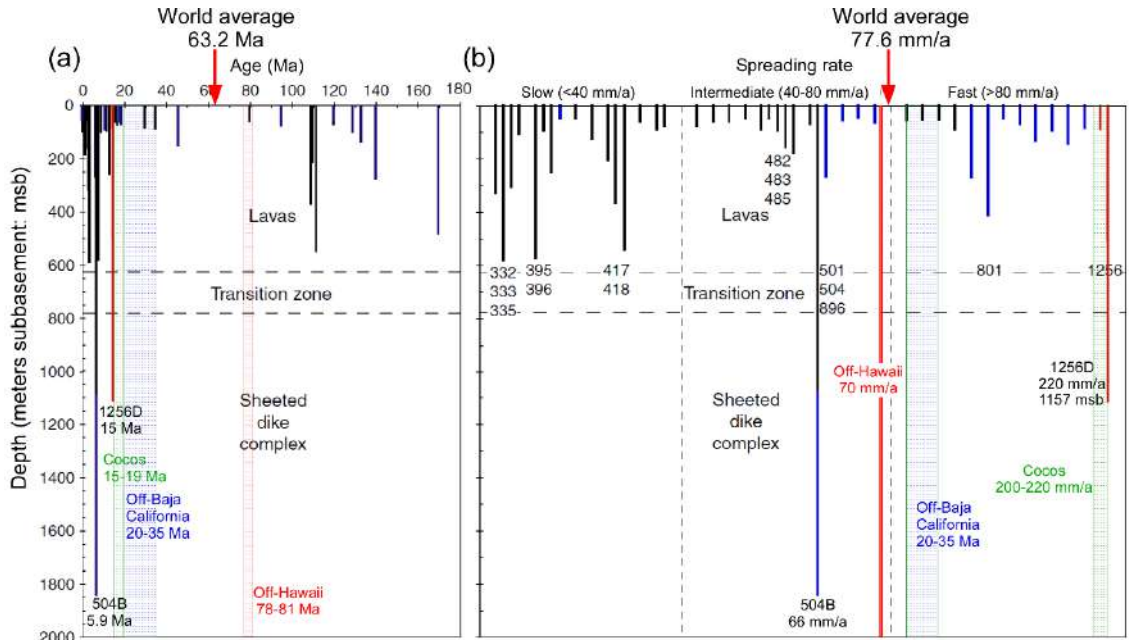 World average
63.2 Ma
(a)
Age (Ma)
0 20 40 60 80 100 120 140 160 180
Depth (meters subbasement: msb)
0
200
400
600
800
1000
1200
1400
1600
1800
2000
Lavas
Transition zone
Sheeted
dike
complex
1256D
15 Ma
Cocos
15-19 Ma
Off-Baja
California
20-35 Ma
Off-Hawaii
78-81 Ma
504B
5.9 Ma
World average
77.6 mm/a
(b)
Spreading rate
Slow (<40 mm/a)
Intermediate (40-80 mm/a)
Fast (>80 mm/a)
482
483
485
Lavas
332
333
335
395
396
417
418
501
504
896
801
1256
Transition zone
Off-Hawaii
70 mm/a
1256D
220 mm/a
1157 msb
Sheeted
dike
complex
Cocos
200-220 mm/a
Off-Baja
California
20-35 Ma
504B
66 mm/a